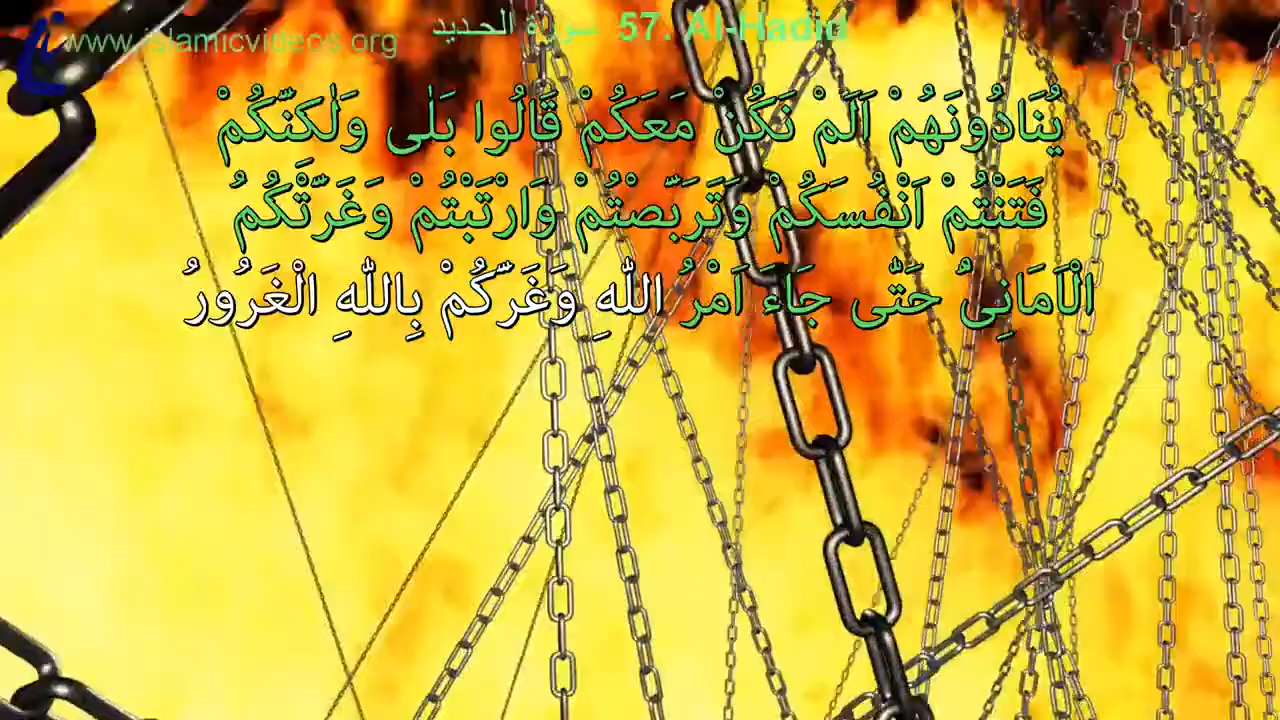 www.islamicvideos.org سورة الحديد 57. Al-Hadid
يُنَادُونَهُمْ اَلَمْ نَكُنْ مَعَكُمْ قَالُوا بَلٰى وَلٰكِنَّكُمْ
فَتَنْتُمْ اَنْفُسَكُمْ وَتَرَبَّصْتُمْ وَارْتَبْتُمْ وَغَرَّتْكُمُ
الْاَمَانِيُّ حَتّٰى جَاءَ اَمْرُ اللّٰهِ وَغَرَّكُمْ بِاللّٰهِ الْغَرُورُ